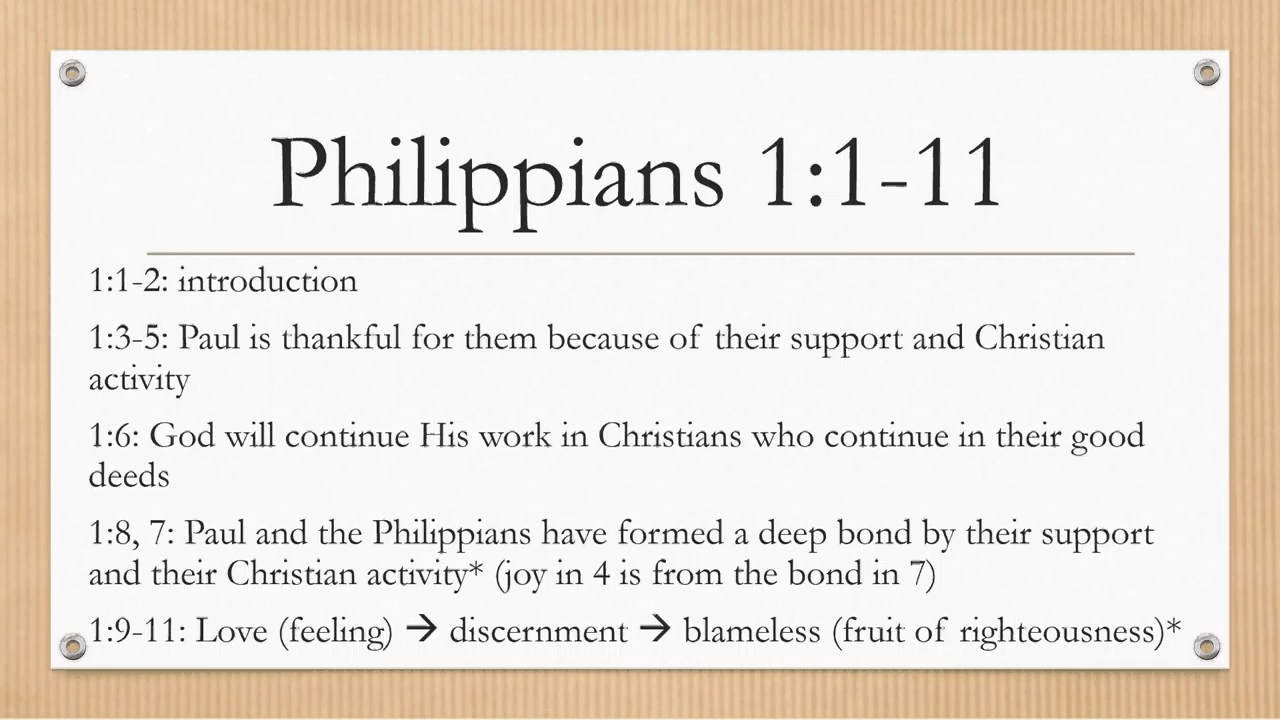 Philippians 1:1-11
1:1-2: introduction
1:3-5: Paul is thankful for them because of their support and Christian
activity
1:6: God will continue His work in Christians who continue in their good
deeds
1:8, 7: Paul and the Philippians have formed a deep bond by their support
and their Christian activity* (joy in 4 is from the bond in 7)
1:9-11: Love (feeling) → discernment → blameless (fruit of righteousness)*